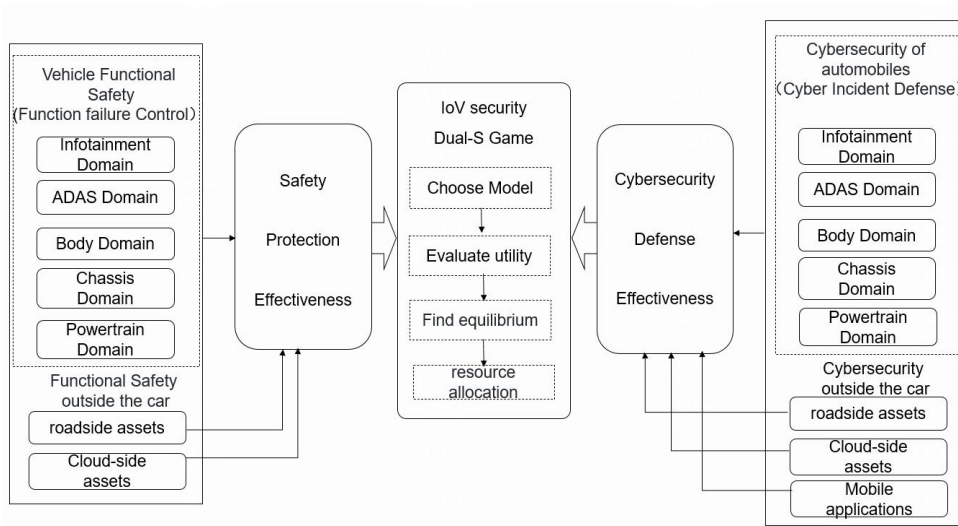 Vehicle Functional
Safety
(Function failure Control）
Infotainment
Domain
ADAS Domain
Body Domain
Chassis
Domain
Powertrain
Domain
Functional Safety
outside the car
roadside assets
Cloud-side
assets
Safety
Protection
Effectiveness
IoV security
Dual-S Game
Choose Model
Evaluate utility
Find equilibrium
resource
allocation
Cybersecurity
Defense
Effectiveness
Cybersecurity of
automobiles
（Cyber Incident Defense）
Infotainment
Domain
ADAS Domain
Body Domain
Chassis
Domain
Powertrain
Domain
Cybersecurity
outside the car
roadside assets
Cloud-side
assets
Mobile
applications